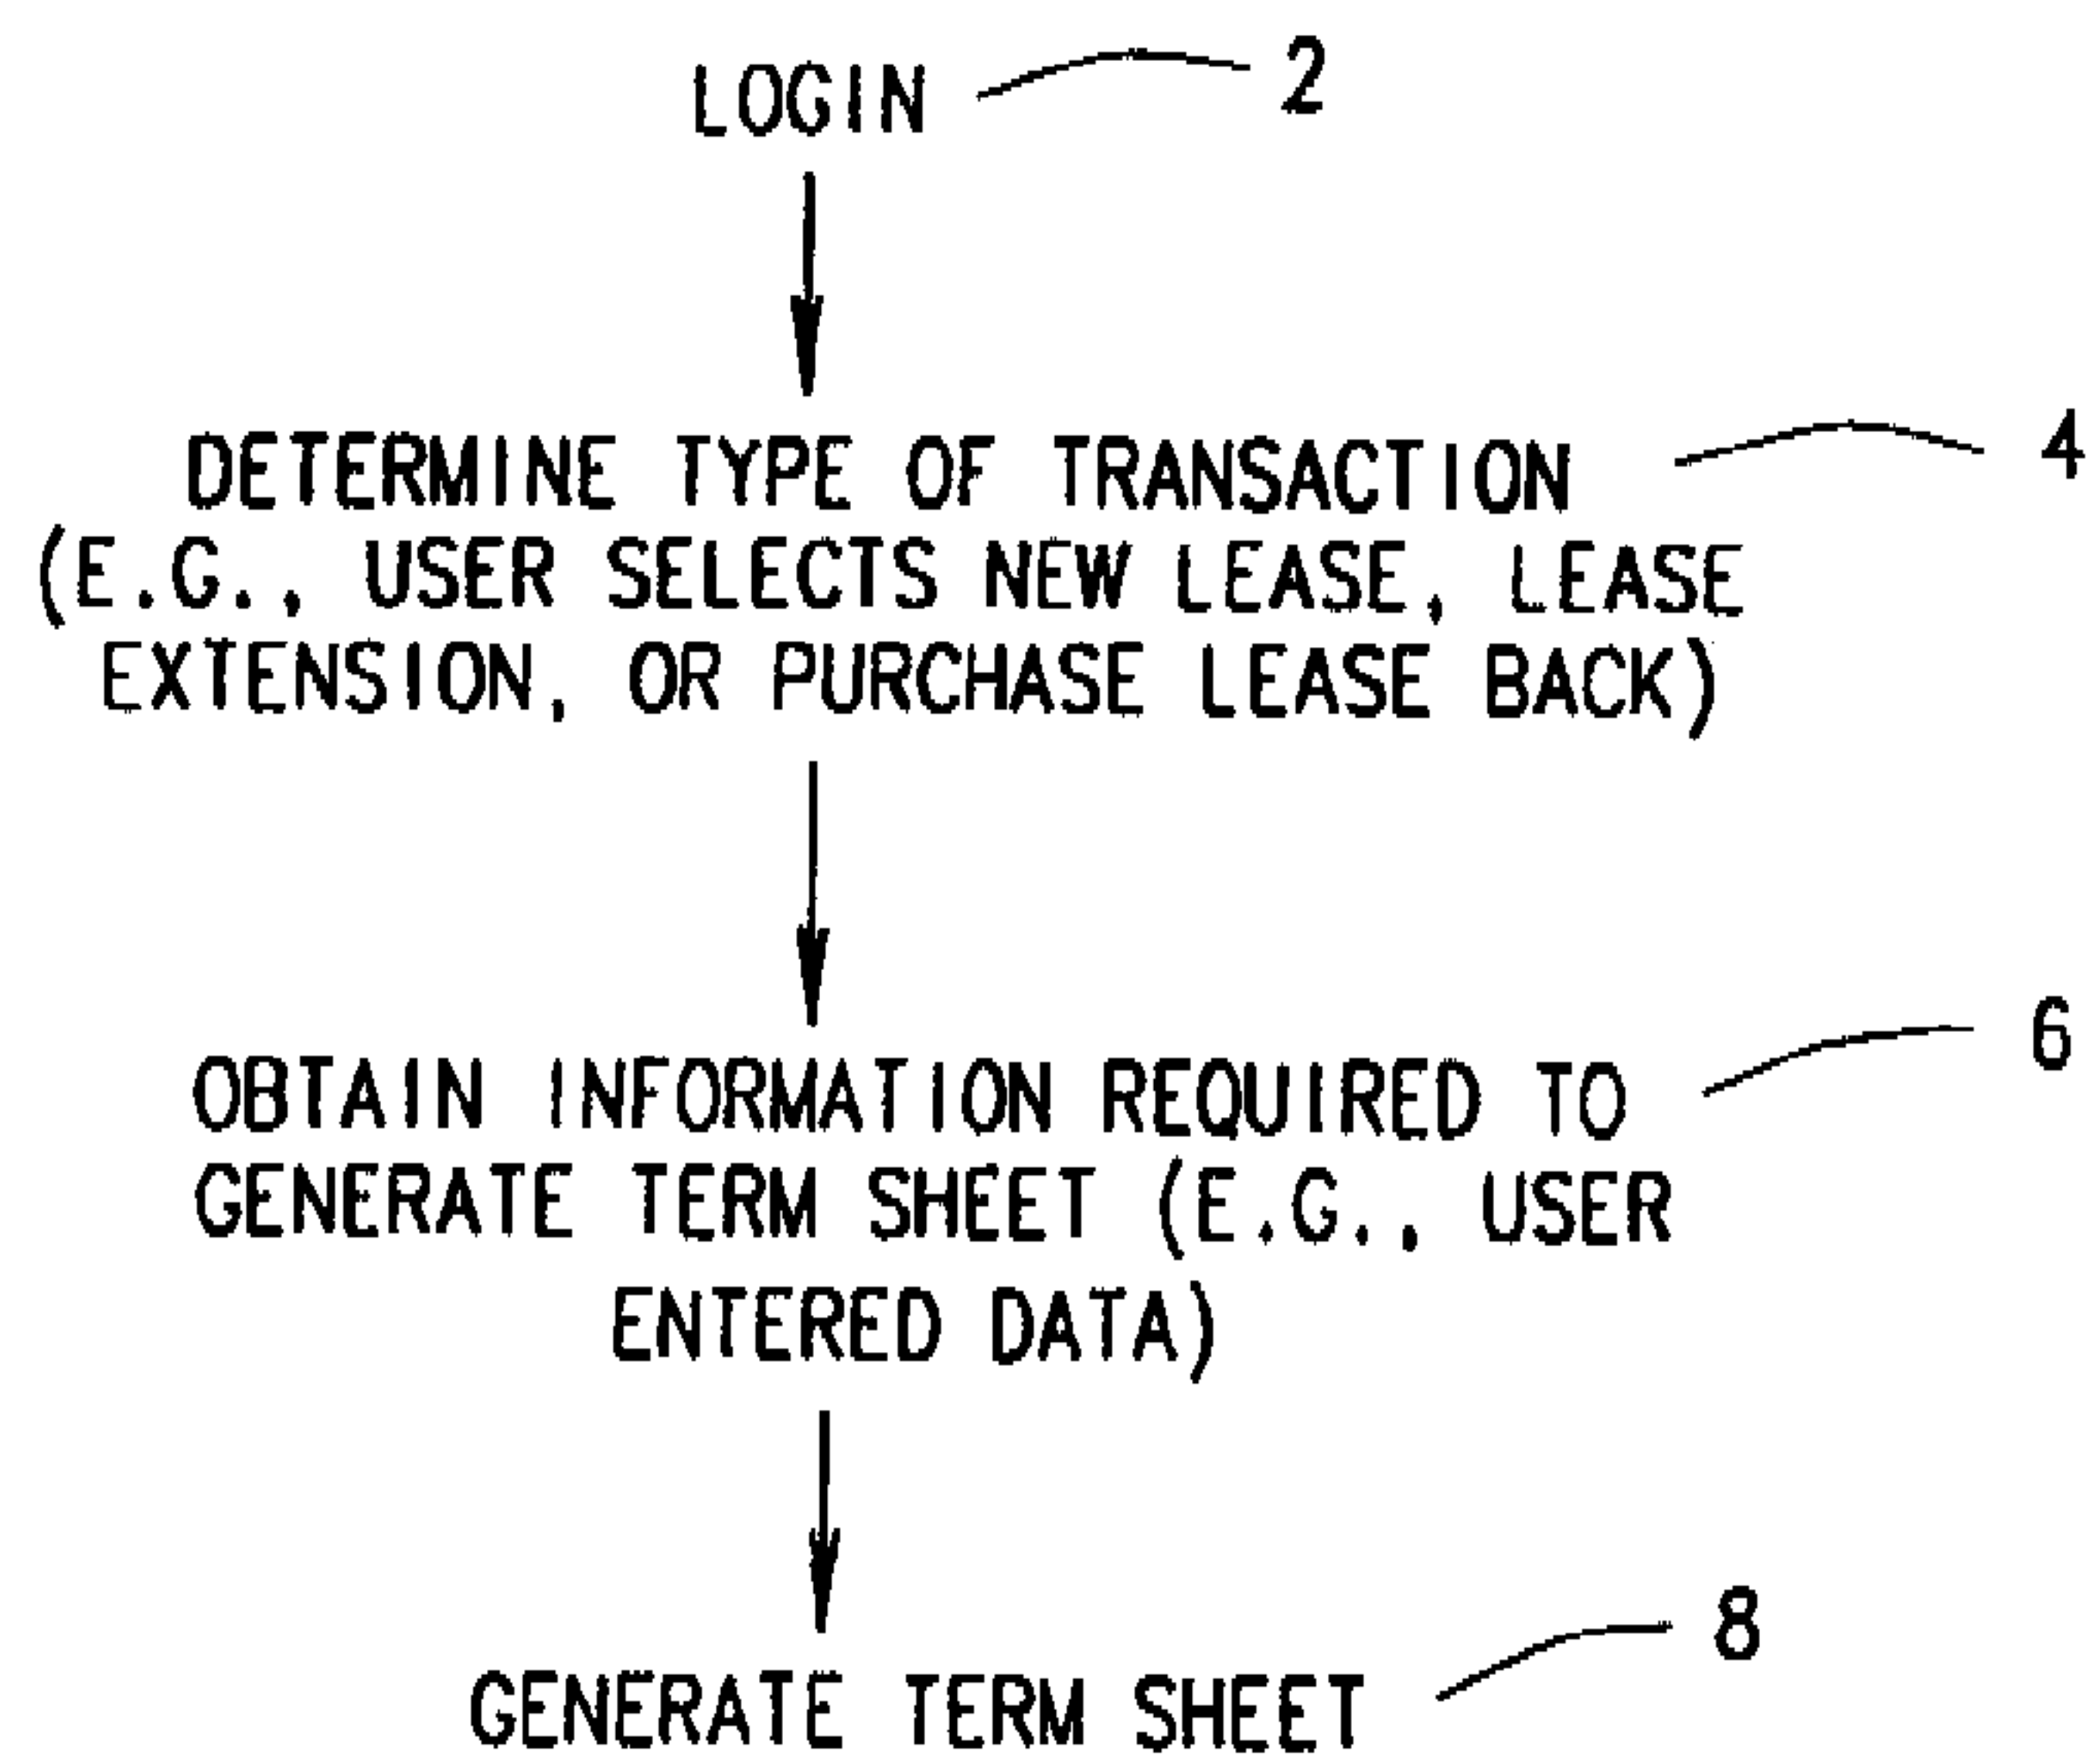 LOGIN 2
DETERMINE TYPE OF TRANSACTION 4
(E.G., USER SELECTS NEW LEASE, LEASE
EXTENSION, OR PURCHASE LEASE BACK)
OBTAIN INFORMATION REQUIRED TO 6
GENERATE TERM SHEET (E.G., USER
ENTERED DATA)
GENERATE TERM SHEET 8